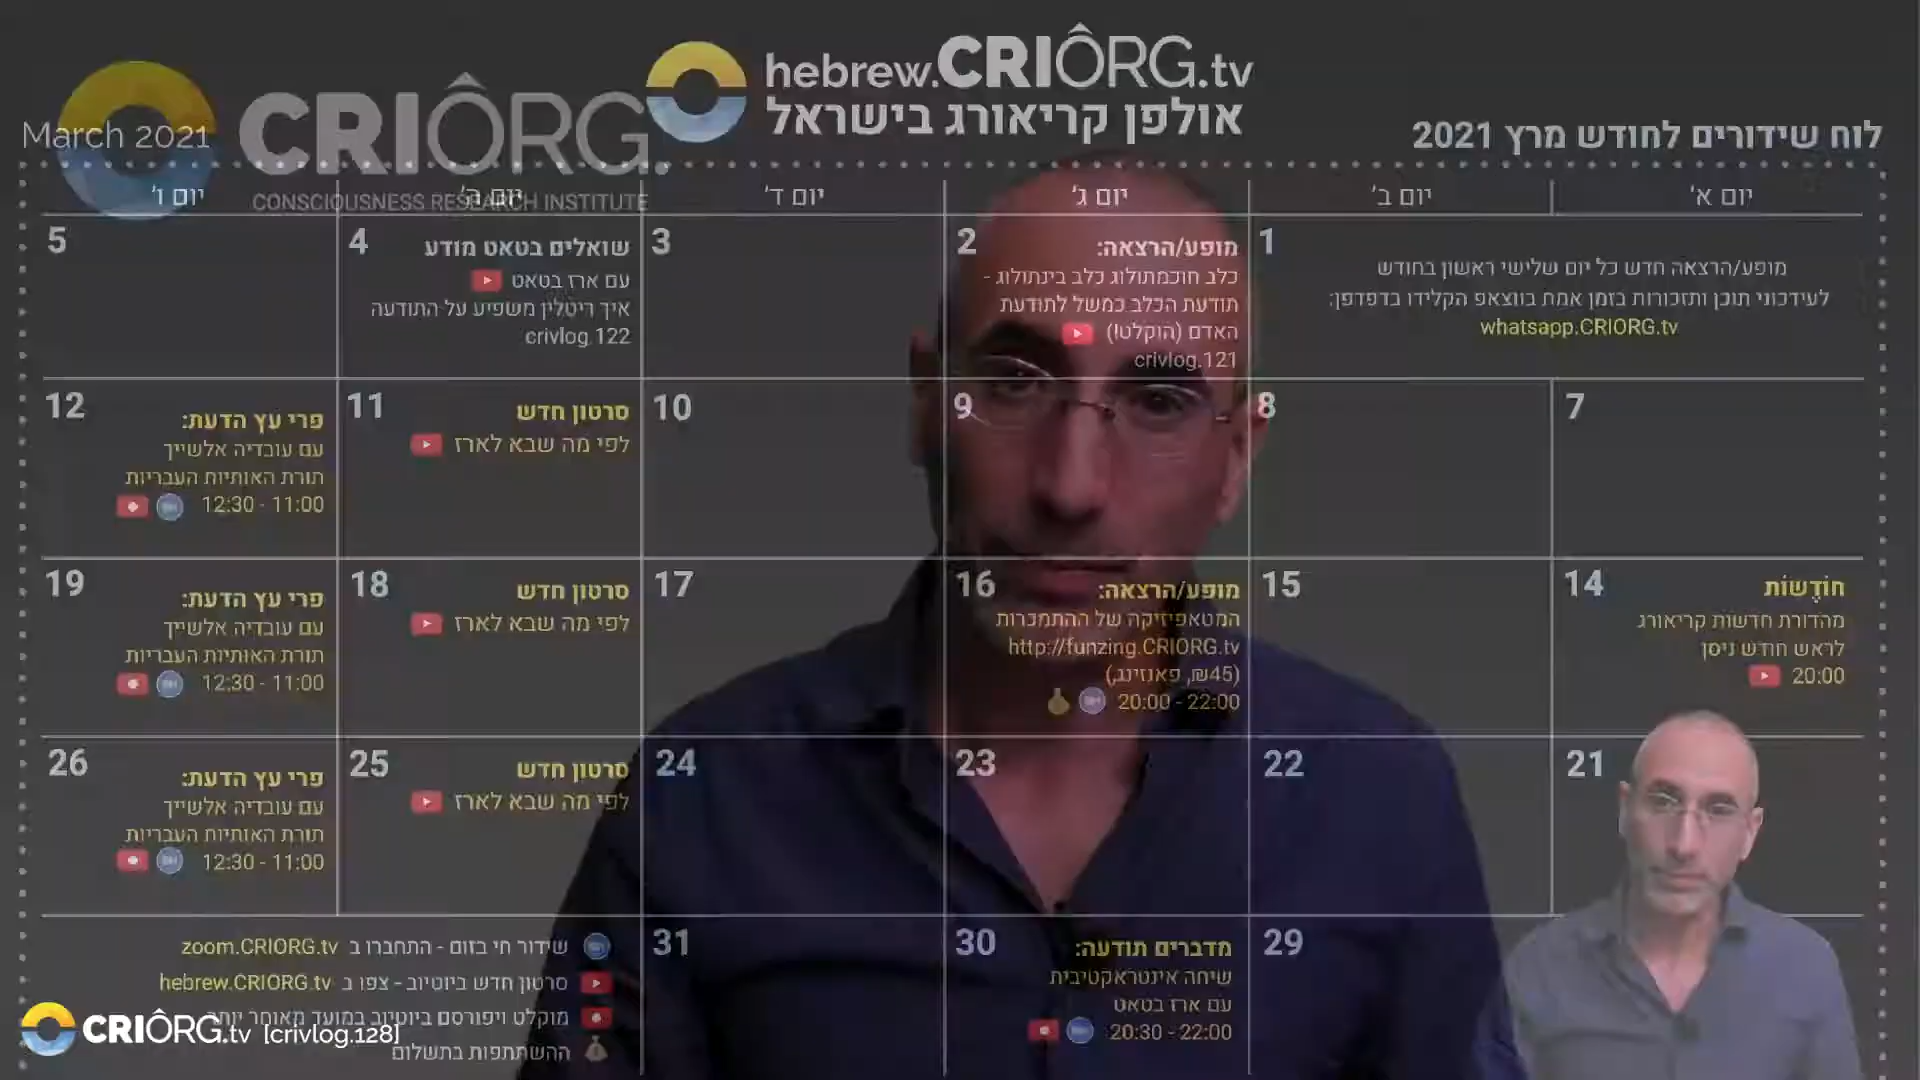 hebrew.CRIÔRG.tv
אולפן קריאורג בישראל
CRIÔRG.
CONSCIOUSNESS RESEARCH INSTITUTE
March 2021
לוח שידורים לחודש מרץ 2021
יום א׳
יום ב׳
יום ג׳
יום ד׳
יום ה׳
יום ו׳
מופע/הרצאה חדש כל יום שלישי ראשון בחודש
לעידכוני תוכן ותזכורות בזמן אמת בווצאפ הקלידו בדפדפן:
whatsapp.CRIORG.tv
1
2
מופע/הרצאה:
כלב חוכמתולוג כלב בינתולוג -
תודעת הכלב כמשל לתודעת
האדם (הוקלט!)
crivlog.121
3
4
שואלים בטאט מודע
עם ארז בטאט
איך ריטלין משפיע על התודעה
crivlog.122
5
7
8
9
10
11
סרטון חדש
לפי מה שבא לארז
12
פרי עץ הדעת:
עם עובדיה אלשייך
תורת האותיות העבריות
12:30 - 11:00
14
חוֹדֶשׁוֹת
מהדורת חדשות קריאורג
לראש חודש ניסן
20:00
15
16
מופע/הרצאה:
המטאפיזיקה של ההתמכרות
http://funzing.CRIORG.tv
(₪45, פאנזינג,)
20:00 - 22:00
17
18
סרטון חדש
לפי מה שבא לארז
19
פרי עץ הדעת:
עם עובדיה אלשייך
תורת האותיות העבריות
12:30 - 11:00
21
22
23
24
25
סרטון חדש
לפי מה שבא לארז
26
פרי עץ הדעת:
עם עובדיה אלשייך
תורת האותיות העבריות
12:30 - 11:00
29
30
מדברים תודעה:
שיחה אינטראקטיבית
עם ארז בטאט
20:30 - 22:00
31
שידור חי בזום - התחברו ב zoom.CRIORG.tv
סרטון חדש ביוטיוב - צפו ב hebrew.CRIORG.tv
מוקלט ויפורסם ביוטיוב במועד מאוחר יותר
ההשתתפות בתשלום
CRIÔRG.tv [crivlog.128]